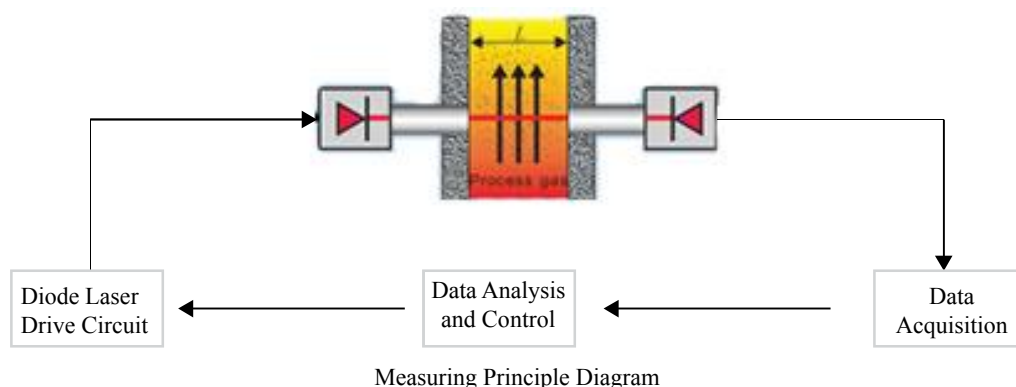 L
Process gas
Diode Laser
Drive Circuit
Data Analysis
and Control
Data
Acquisition
Measuring Principle Diagram